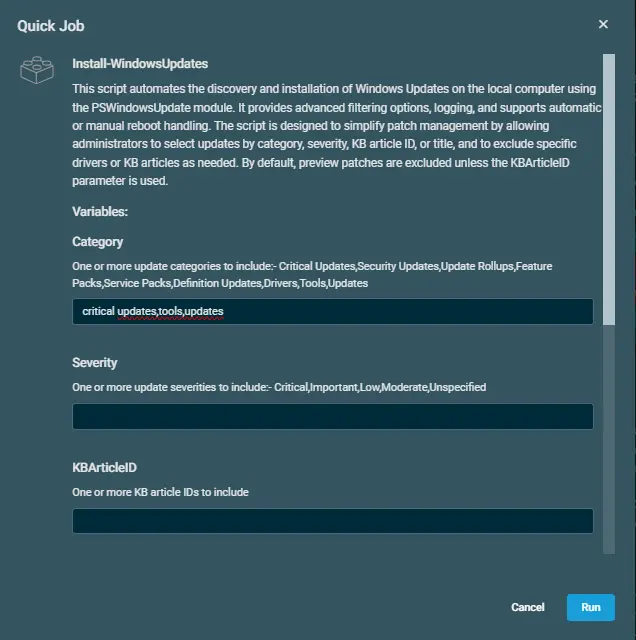 Quick Job
Install-WindowsUpdates
This script automates the discovery and installation of Windows Updates on the local computer using
the PSWindowsUpdate module. It provides advanced filtering options, logging, and supports automatic
or manual reboot handling. The script is designed to simplify patch management by allowing
administrators to select updates by category, severity, KB article ID, or title, and to exclude specific
drivers or KB articles as needed. By default, preview patches are excluded unless the KBArticleID
parameter is used.
Variables:
Category
One or more update categories to include:- Critical Updates,Security Updates,Update Rollups,Feature
Packs,Service Packs,Definition Updates,Drivers,Tools,Updates
critical updates,tools,updates
Severity
One or more update severities to include:- Critical,Important,Low,Moderate,Unspecified
KBArticleID
One or more KB article IDs to include
Cancel
Run